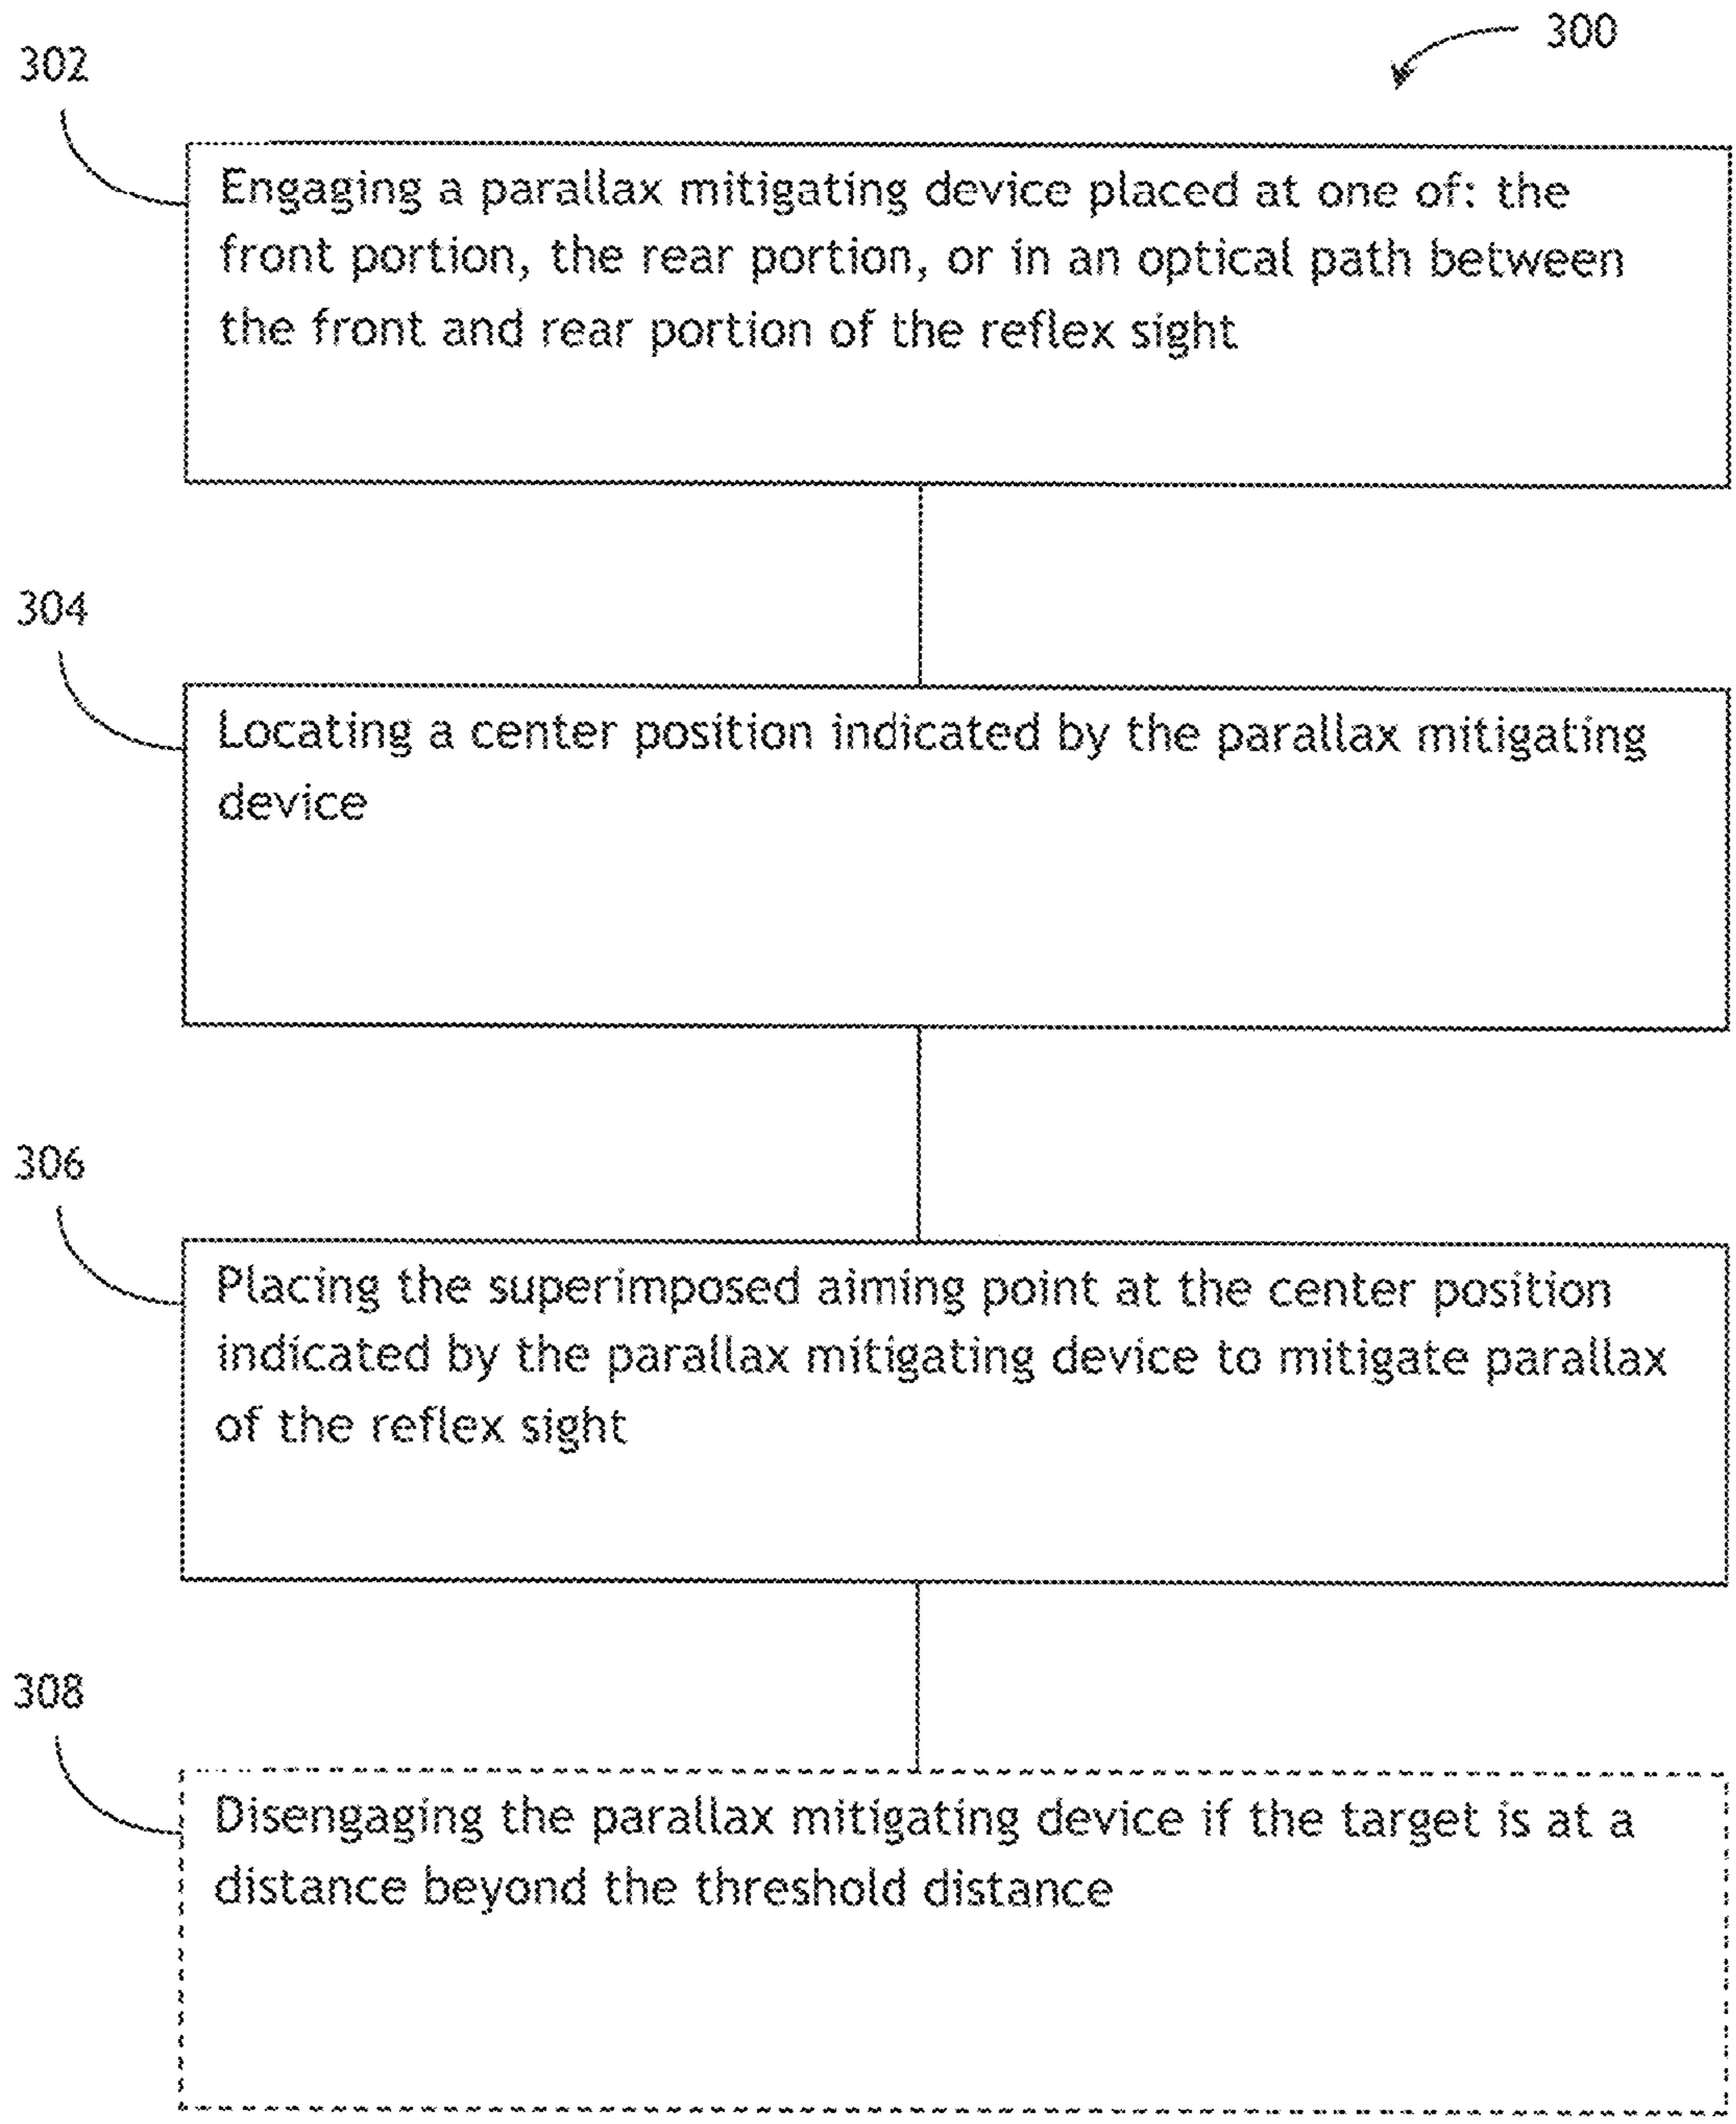 300
302
Engaging a parallax mitigating device placed at one of: the
front portion, the rear portion, or in an optical path between
the front and rear portion of the reflex sight
304
Locating a center position indicated by the parallax mitigating
device
306
Placing the superimposed aiming point at the center position
indicated by the parallax mitigating device to mitigate parallax
of the reflex sight
308
Disengaging the parallax mitigating device if the target is at a
distance beyond the threshold distance